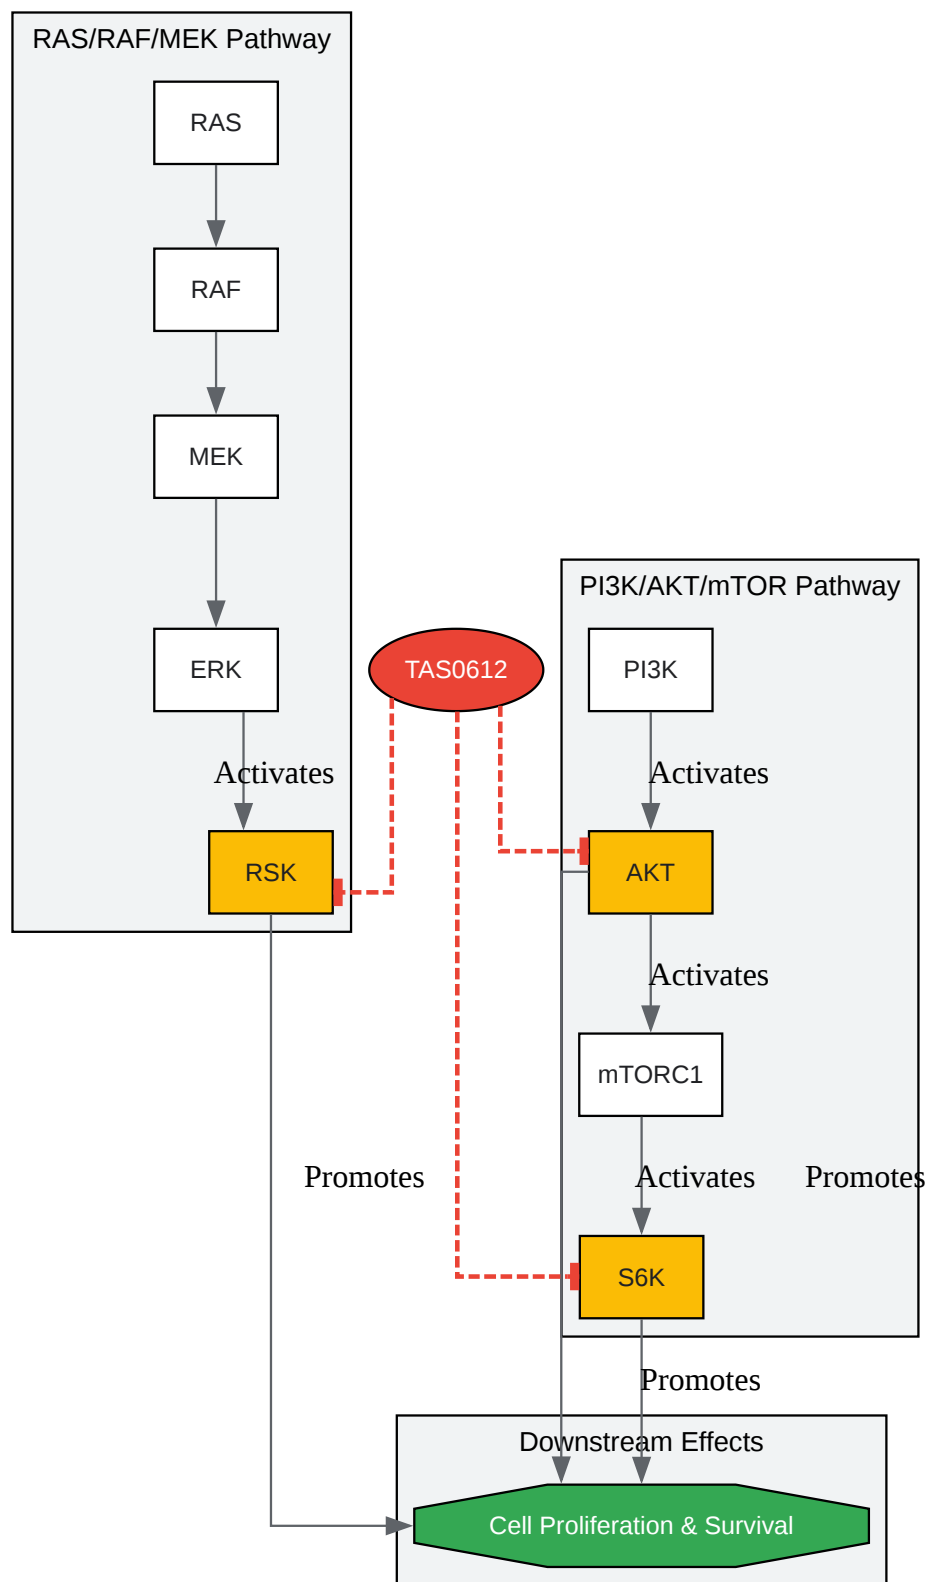 RAS/RAF/MEK Pathway
RAS
RAF
MEK
PI3K/AKT/mTOR Pathway
ERK
TAS0612
PI3K
Activates
Activates
RSK
AKT
Activates
mTORC1
Promotes
Activates
Promotes
S6K
Promotes
Downstream Effects
Cell Proliferation & Survival